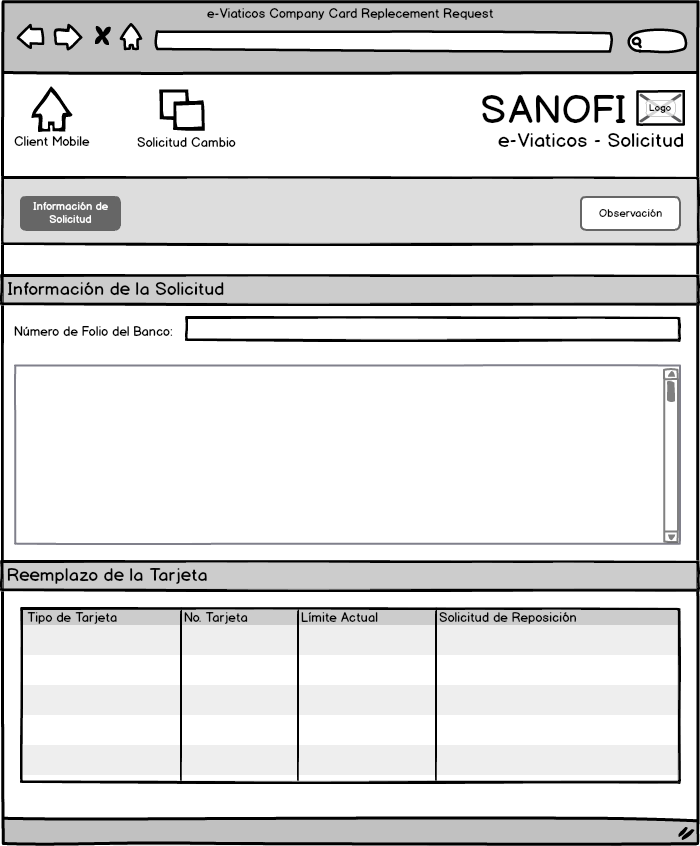 e-Viaticos Company Card Replecement Request
SANOFI
Logo
Client Mobile
Solicitud Cambio
e-Viaticos - Solicitud
Información de
Solicitud
Observación
Información de la Solicitud
Número de Folio del Banco:
Reemplazo de la Tarjeta
Tipo de Tarjeta
No. Tarjeta
Límite Actual
Solicitud de Reposición